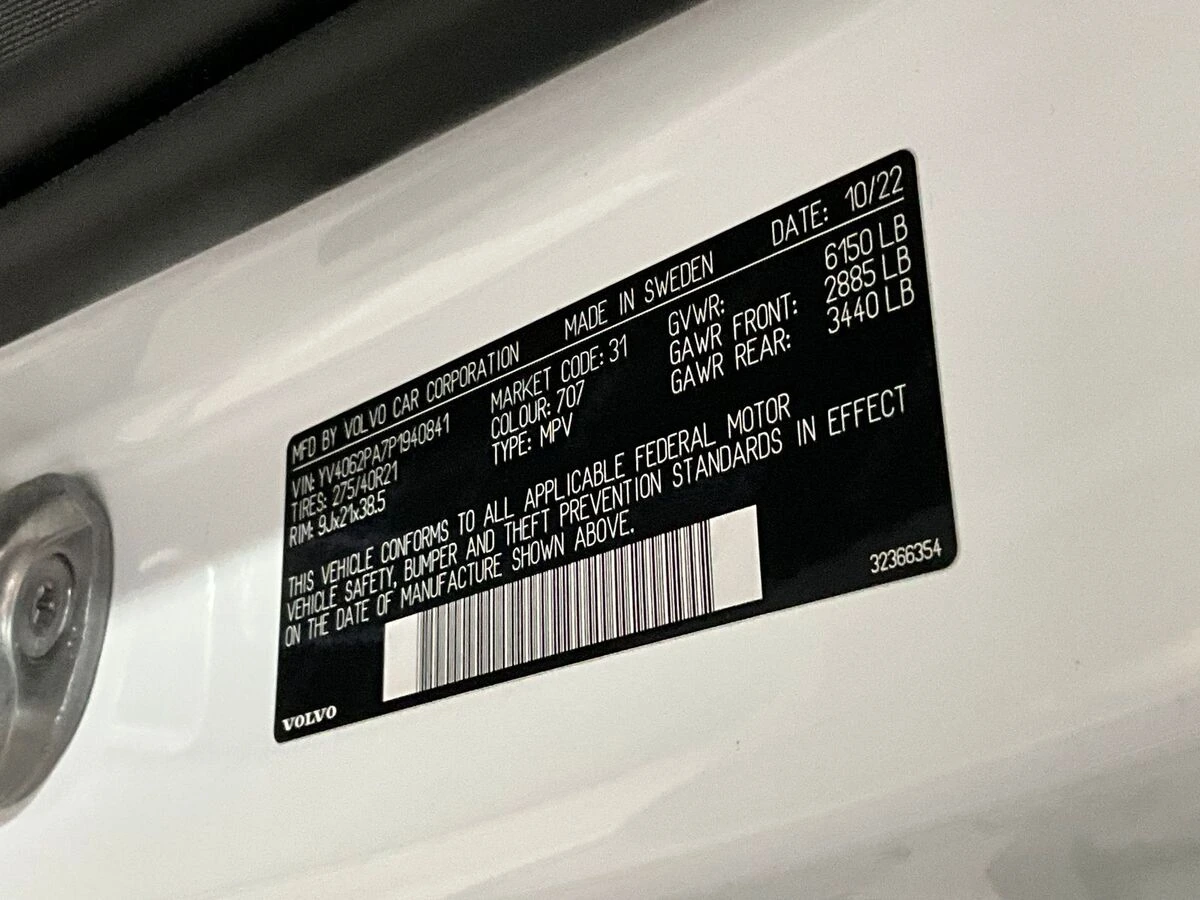 MFD BY VOLVO CAR CORPORATION MADE IN SWEDEN DATE: 10/22
VIN: YV4062PA7P1940841 MARKET CODE: 31 GVWR: 6150 LB
TIRES: 275/40R21 COLOUR: 707 GAWR FRONT: 2885 LB
RIM: 9Jx21x38.5 TYPE: MPV GAWR REAR: 3440 LB
THIS VEHICLE CONFORMS TO ALL APPLICABLE FEDERAL MOTOR
VEHICLE SAFETY, BUMPER AND THEFT PREVENTION STANDARDS IN EFFECT
ON THE DATE OF MANUFACTURE SHOWN ABOVE.
VOLVO 32366354